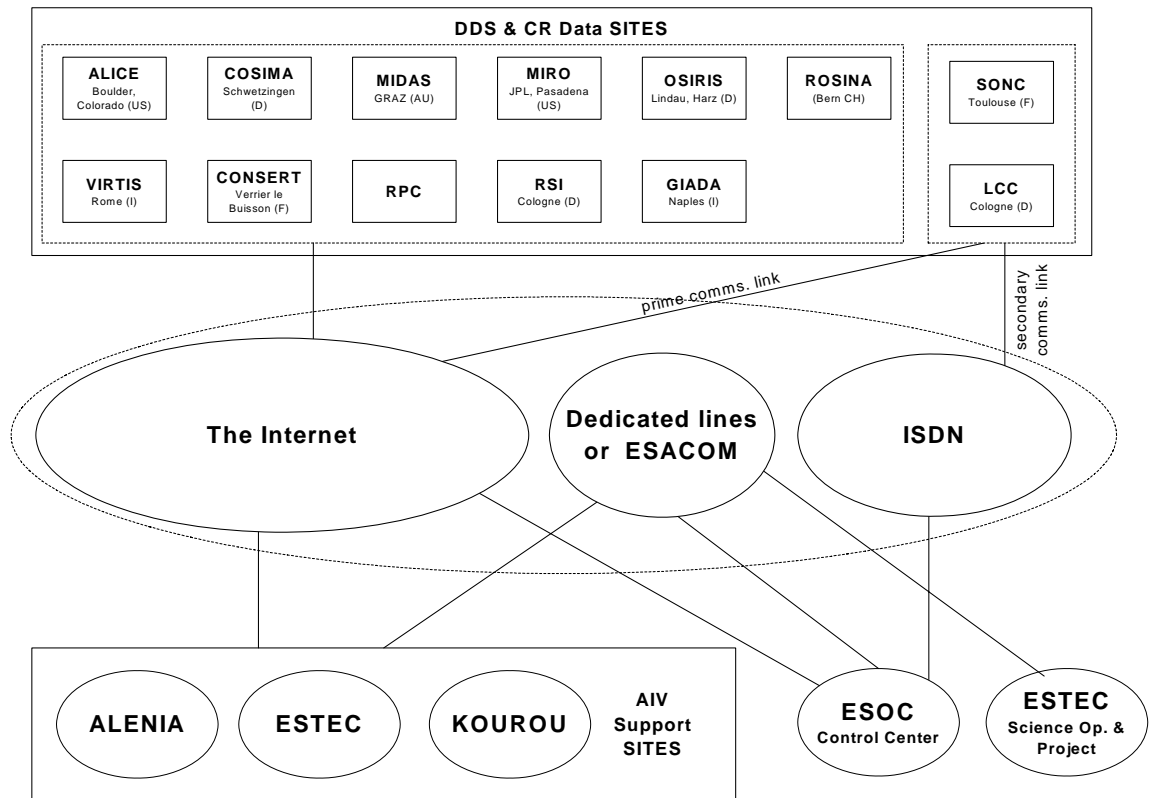 DDS & CR Data SITES
ALICE
Boulder,
Colorado (US)
COSIMA
Schwetzingen
(D)
MIDAS
GRAZ (AU)
MIRO
JPL, Pasadena
(US)
OSIRIS
Lindau, Harz (D)
ROSINA
(Bern CH)
SONC
Toulouse (F)
VIRTIS
Rome (I)
CONSERT
Verrier le
Buisson (F)
RPC
RSI
Cologne (D)
GIADA
Naples (I)
LCC
Cologne (D)
prime comms. link
secondary
comms. link
The Internet
Dedicated lines
or ESACOM
ISDN
ALENIA
ESTEC
KOUROU
AIV
Support
SITES
ESOC
Control Center
ESTEC
Science Op. &
Project